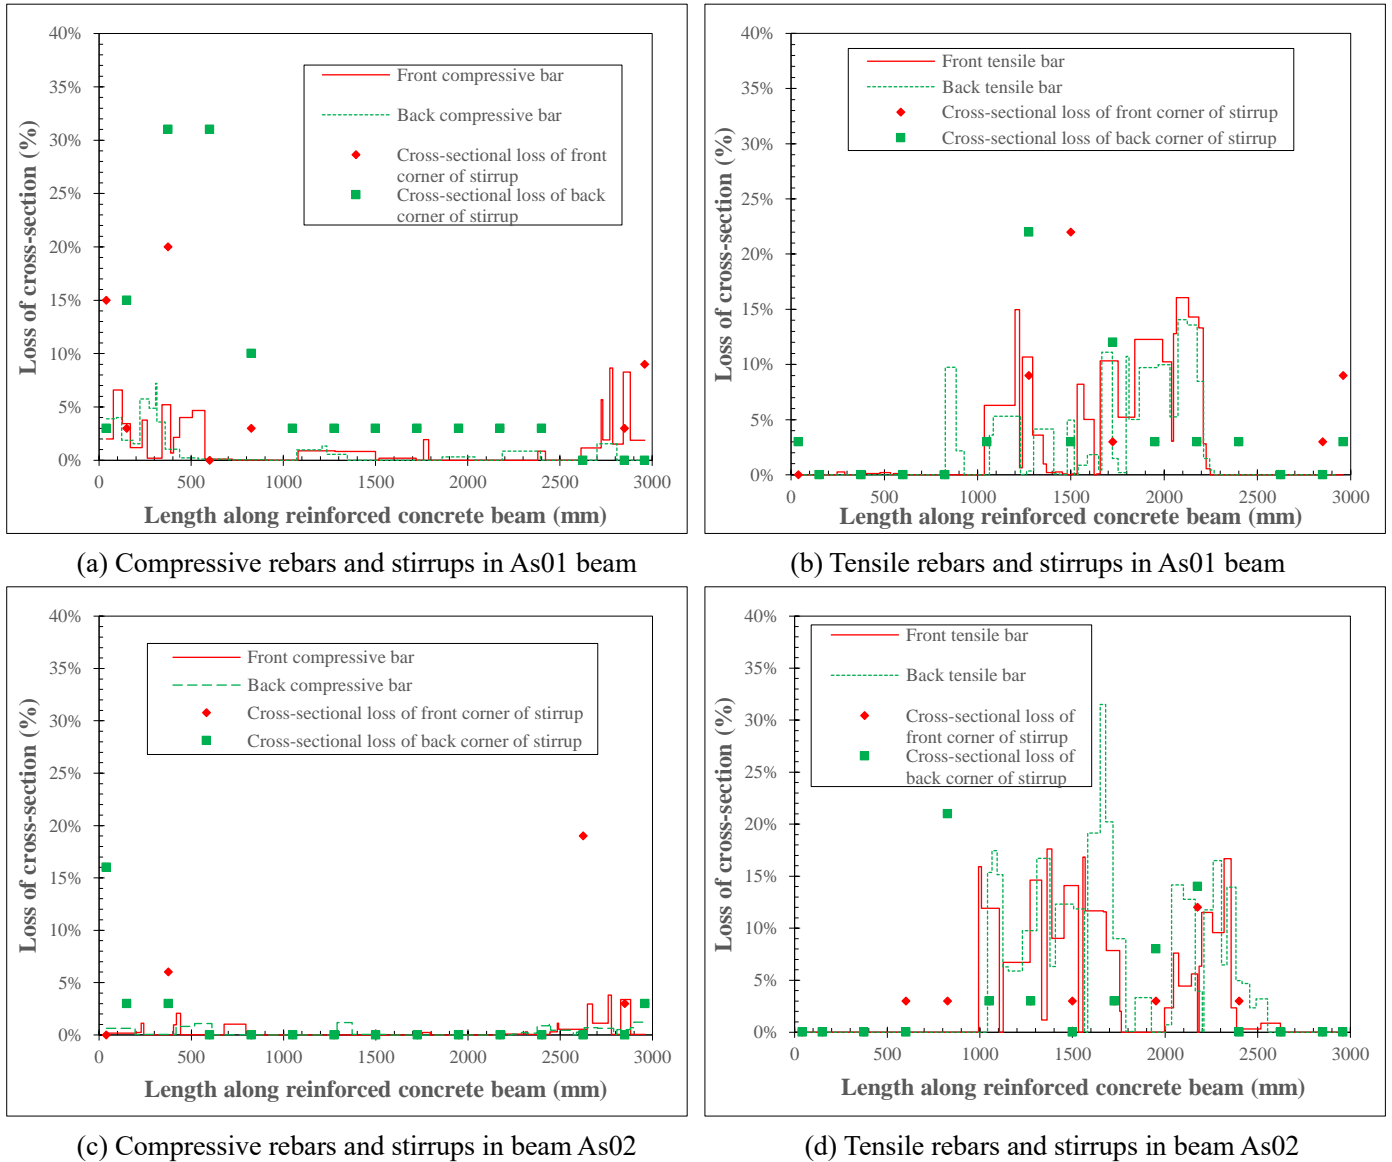 40%
35%
30%
25%
20%
15%
10%
5%
0%
Loss of cross-section (%)
Front compressive bar
Back compressive bar
Cross-sectional loss of front
corner of stirrup
Cross-sectional loss of back
corner of stirrup
0
500
1000
1500
2000
2500
3000
Length along reinforced concrete beam (mm)
(a) Compressive rebars and stirrups in As01 beam
40%
35%
30%
25%
20%
15%
10%
5%
0%
Loss of cross-section (%)
Front tensile bar
Back tensile bar
Cross-sectional loss of front corner of stirrup
Cross-sectional loss of back corner of stirrup
0
500
1000
1500
2000
2500
3000
Length along reinforced concrete beam (mm)
(b) Tensile rebars and stirrups in As01 beam
40%
35%
30%
25%
20%
15%
10%
5%
0%
Loss of cross-section (%)
Front compressive bar
Back compressive bar
Cross-sectional loss of front corner of stirrup
Cross-sectional loss of back corner of stirrup
0
500
1000
1500
2000
2500
3000
Length along reinforced concrete beam (mm)
(c) Compressive rebars and stirrups in beam As02
40%
35%
30%
25%
20%
15%
10%
5%
0%
Loss of cross-section (%)
Front tensile bar
Back tensile bar
Cross-sectional loss of
front corner of stirrup
Cross-sectional loss of
back corner of stirrup
0
500
1000
1500
2000
2500
3000
Length along reinforced concrete beam (mm)
(d) Tensile rebars and stirrups in beam As02